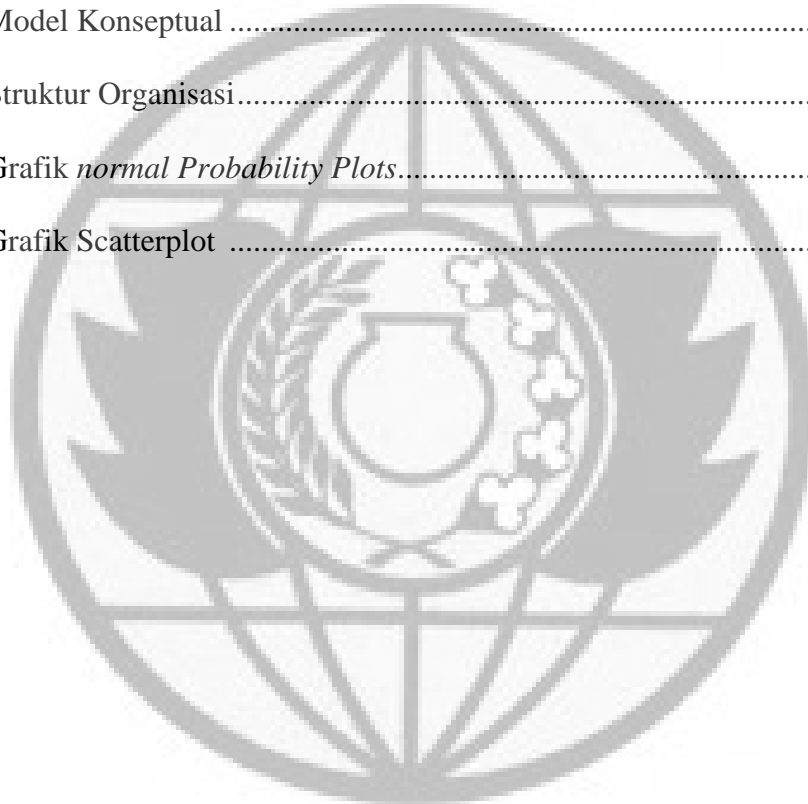 Model Konseptual ................................................................
Struktur Organisasi................................................................
Grafik normal Probability Plots.............................................
Grafik Scatterplot ................................................................